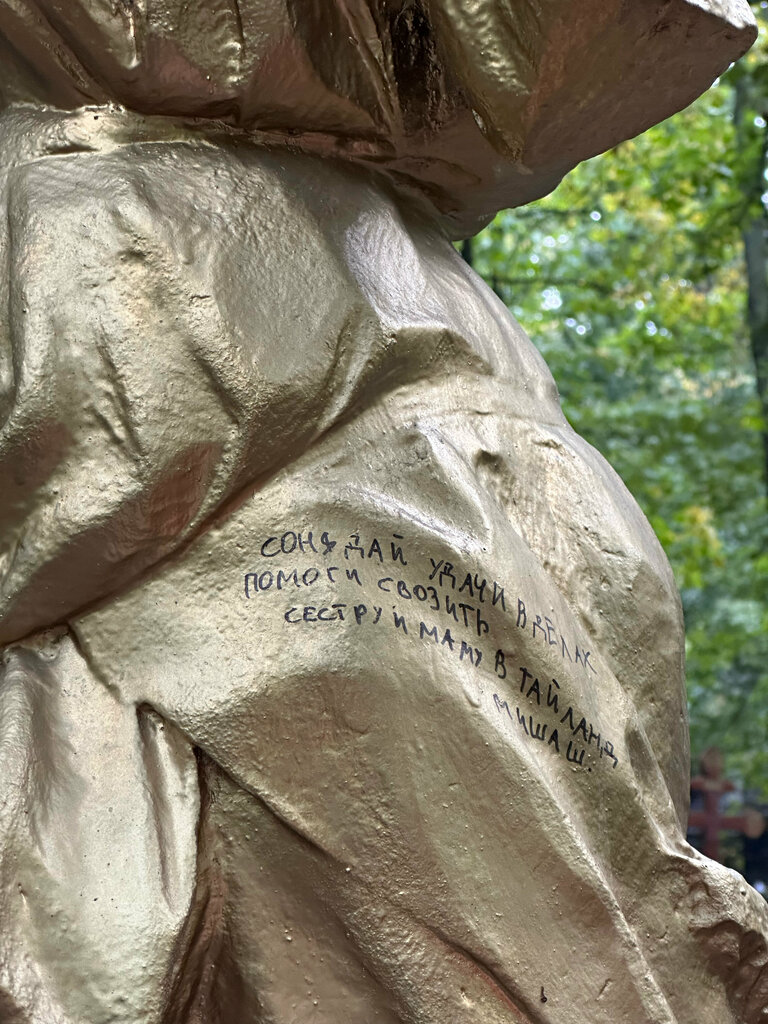 СОНЯ ДАЙ УДАЧИ В ДЕЛАХ
ПОМОГИ СВОЗИТЬ
СЕСТРУ И МАМУ В ТАЙЛАНД
МИША Ш.